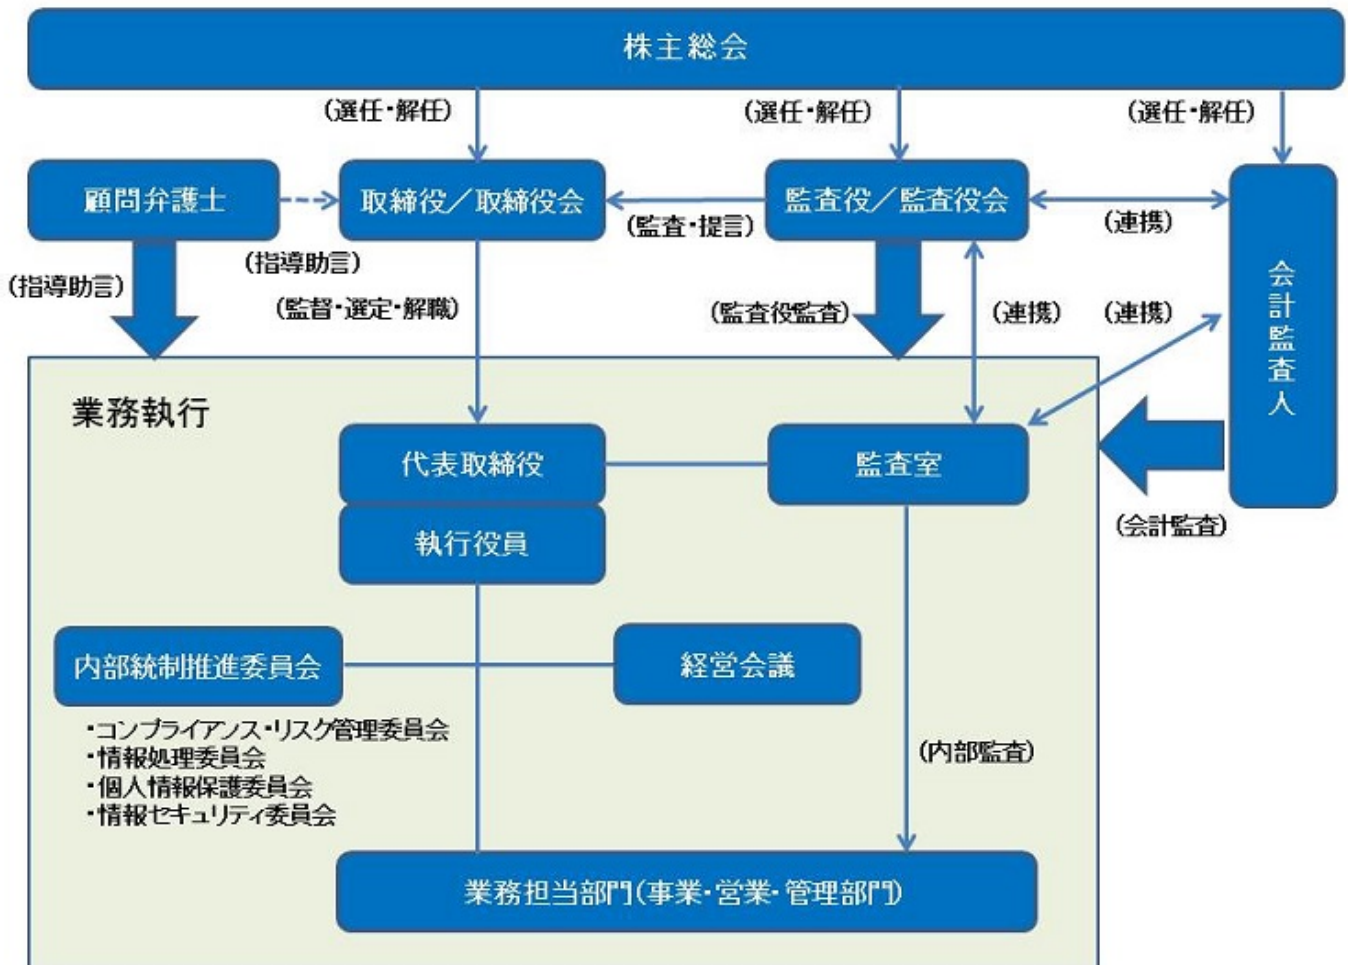 株主総会
(選任・解任)
(選任・解任)
(選任・解任)
顧問弁護士
取締役／取締役会
監査役／監査役会
(監査・提言)
(連携)
(指導助言)
(指導助言)
(監督・選定・解職)
(監査役監査)
(連携)
(連携)
会計監査人
業務執行
代表取締役
監査室
執行役員
(会計監査)
内部統制推進委員会
経営会議
・コンプライアンス・リスク管理委員会
・情報処理委員会
・個人情報保護委員会
・情報セキュリティ委員会
(内部監査)
業務担当部門(事業・営業・管理部門)